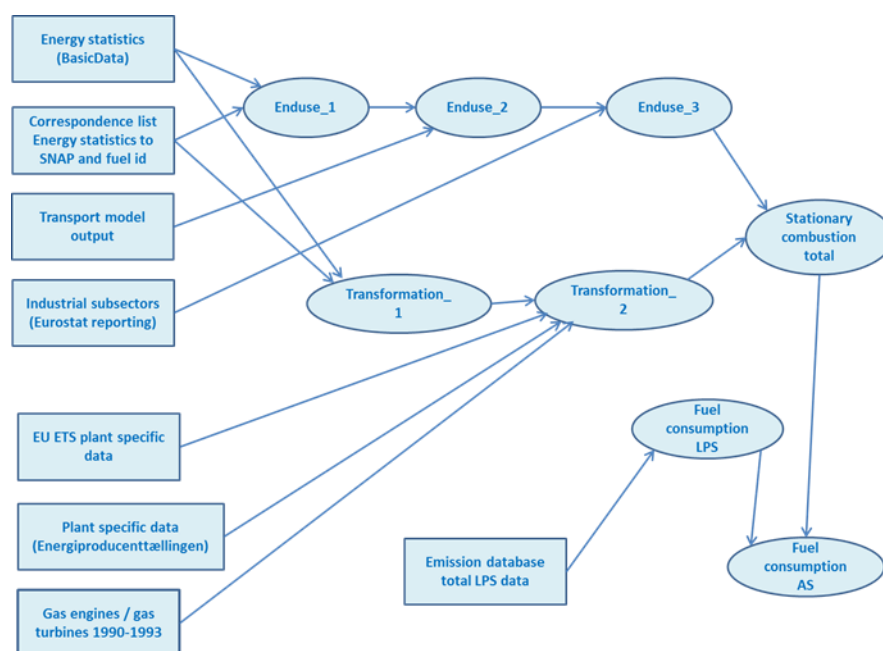 Energy statistics
(BasicData)
Correspondence list
Energy statistics to
SNAP and fuel id
Transport model
output
Industrial subsectors
(Eurostat reporting)
EU ETS plant specific
data
Plant specific data
(Energiproducenttællingen)
Gas engines / gas
turbines 1990-1993
Enduse_1
Enduse_2
Enduse_3
Transformation_
1
Transformation_
2
Stationary
combustion
total
Fuel
consumption
LPS
Emission database
total LPS data
Fuel
consumption
AS